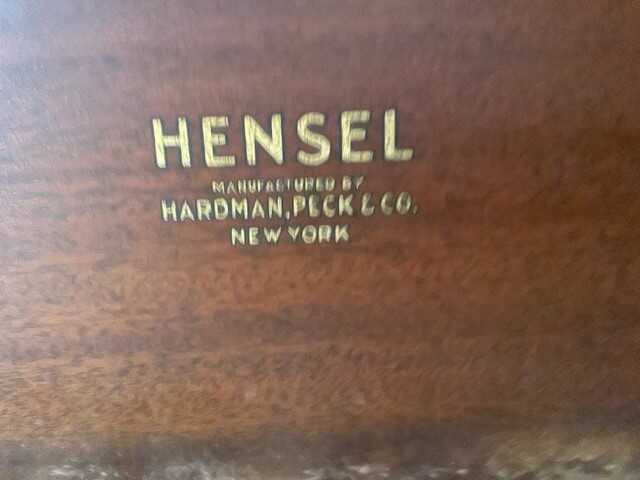 HENSEL
MANUFACTURED BY
HARDMAN, PECK & CO.
NEW YORK